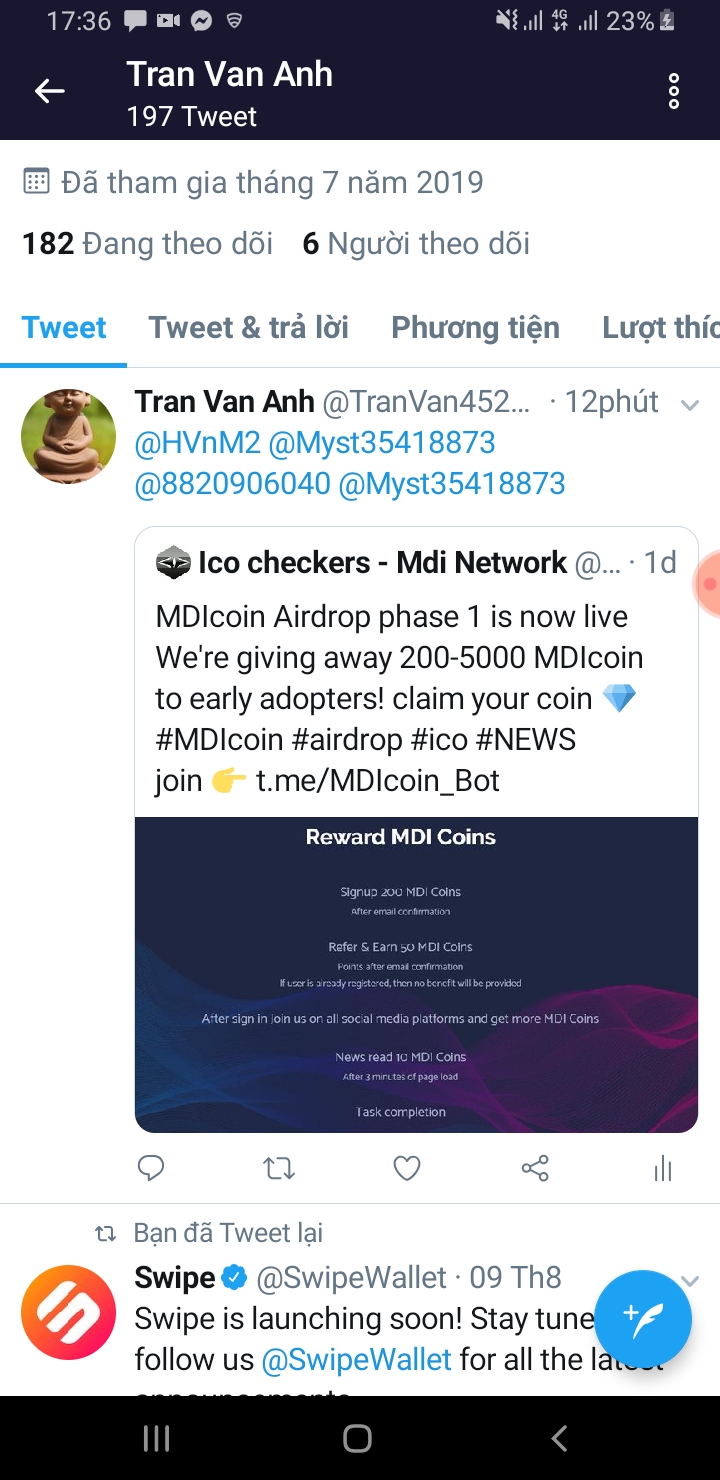 17:36
4G
23%
Tran Van Anh
197 Tweet
Đã tham gia tháng 7 năm 2019
182 Đang theo dõi 6 Người theo dõi
Tweet Tweet & trả lời Phương tiện Lượt thíc
Tran Van Anh @TranVan452... · 12phút
@HVnM2 @Myst35418873
@8820906040 @Myst35418873
Ico checkers - Mdi Network @... · 1d
MDIcoin Airdrop phase 1 is now live
We're giving away 200-5000 MDIcoin
to early adopters! claim your coin 💎
#MDIcoin #airdrop #ico #NEWS
join 👉 t.me/MDIcoin_Bot
Reward MDI Coins
Signup 200 MDI Coins
After email confirmation
Refer & Earn 50 MDI Coins
Points after email confirmation
If user is already registered, then no benefit will be provided
After sign in join us on all social media platforms and get more MDI Coins
News read 10 MDI Coins
After 3 minutes of page load
Task completion
Bạn đã Tweet lại
Swipe @SwipeWallet · 09 Th8
Swipe is launching soon! Stay tune
follow us @SwipeWallet for all the latest